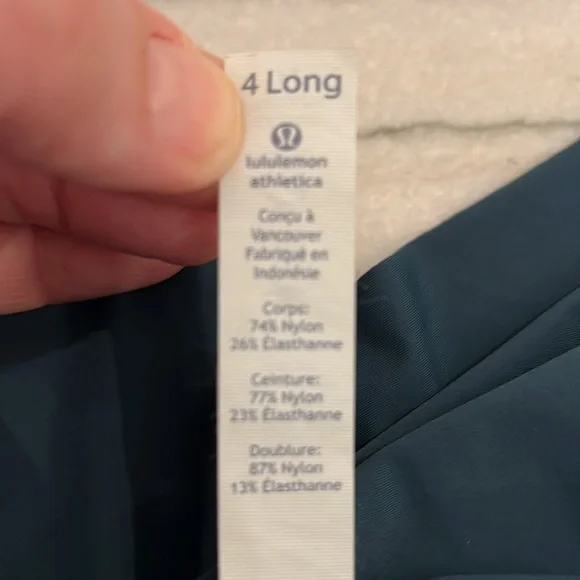 4 Long
lululemon
athletica
Conçu à
Vancouver
Fabriqué en
Indonésie
Corps:
74% Nylon
26% Élasthanne
Ceinture:
77% Nylon
23% Élasthanne
Doublure:
87% Nylon
13% Élasthanne